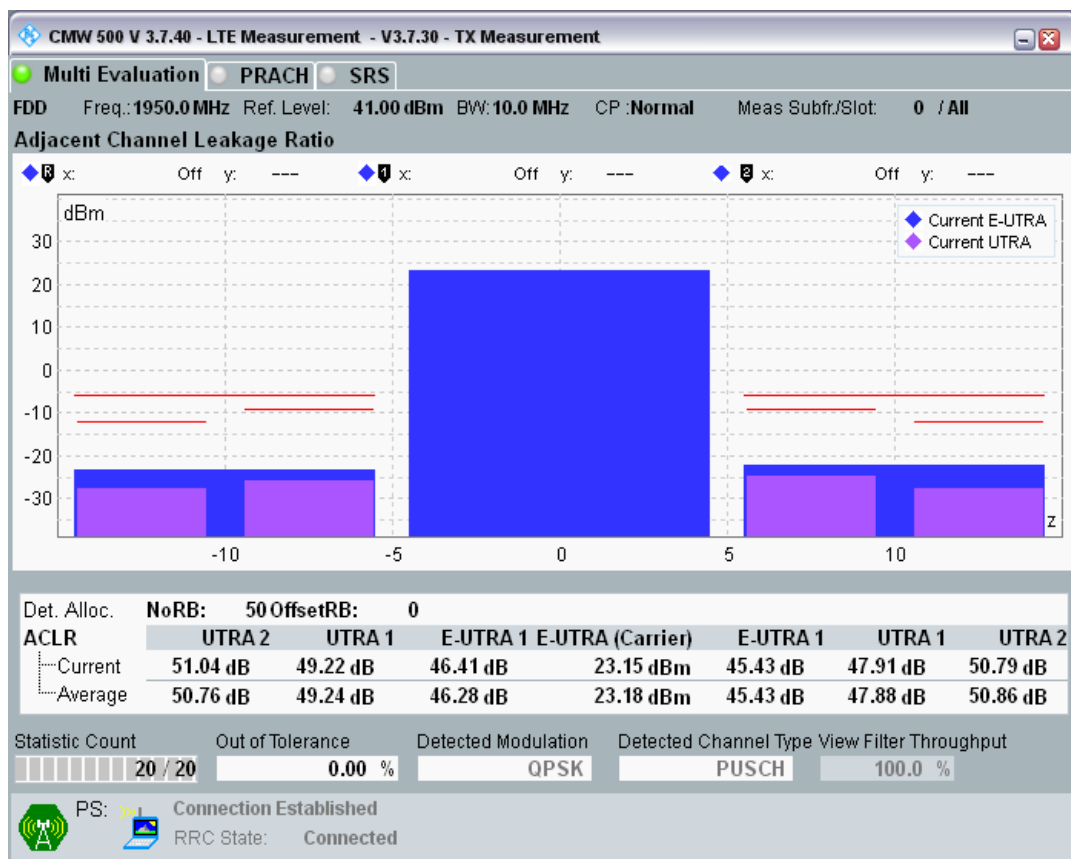 CMW 500 V 3.7.40 - LTE Measurement - V3.7.30 - TX Measurement
Multi Evaluation PRACH SRS
FDD Freq.: 1950.0 MHz Ref. Level: 41.00 dBm BW: 10.0 MHz CP : Normal Meas Subfr./Slot: 0 / All
Adjacent Channel Leakage Ratio
R x: Off y: --- 1 x: Off y: --- 2 x: Off y: ---
dBm
Current E-UTRA
Current UTRA
30
20
10
0
-10
-20
-30
z
-10 -5 0 5 10
Det. Alloc. NoRB: 50 OffsetRB: 0
ACLR UTRA 2 UTRA 1 E-UTRA 1 E-UTRA (Carrier) E-UTRA 1 UTRA 1 UTRA 2
Current 51.04 dB 49.22 dB 46.41 dB 23.15 dBm 45.43 dB 47.91 dB 50.79 dB
Average 50.76 dB 49.24 dB 46.28 dB 23.18 dBm 45.43 dB 47.88 dB 50.86 dB
Statistic Count Out of Tolerance Detected Modulation Detected Channel Type View Filter Throughput
20 / 20 0.00 % QPSK PUSCH 100.0 %
PS: Connection Established
RRC State: Connected